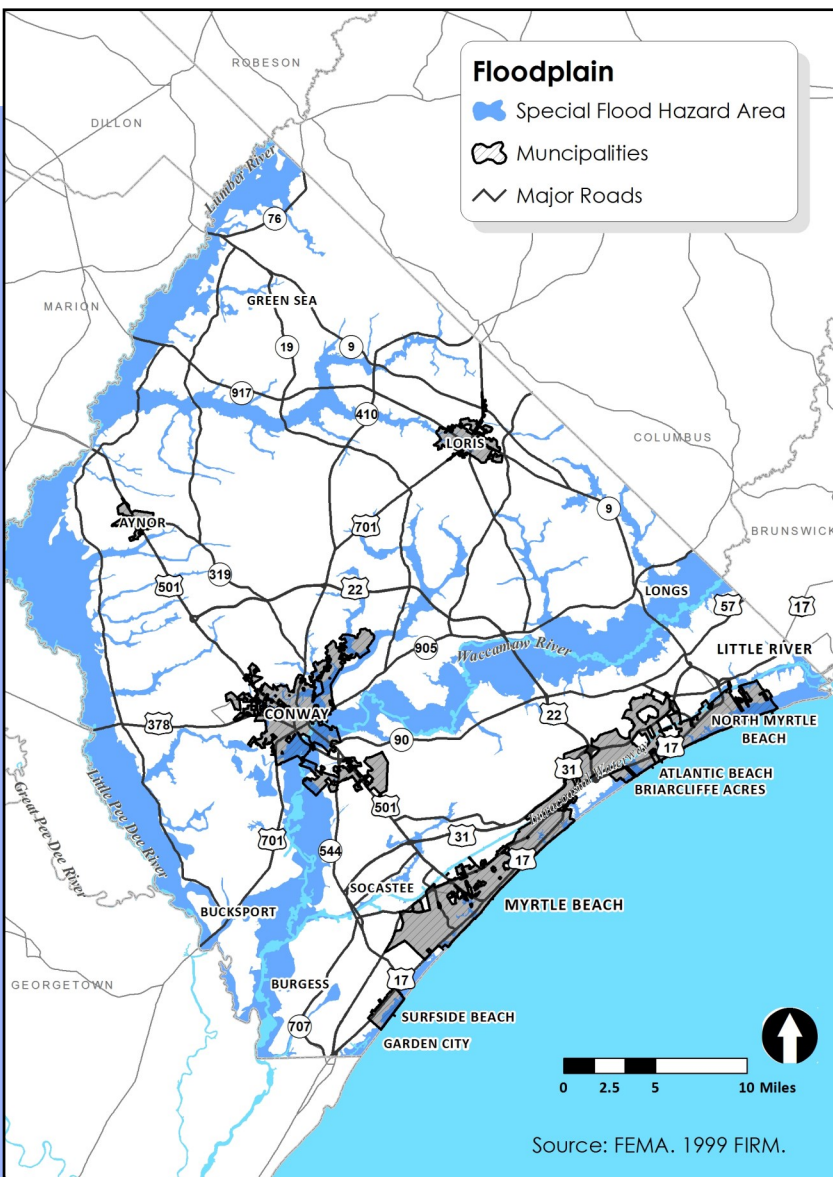 ROBESON
Floodplain
Special Flood Hazard Area
Muncipalities
Major Roads
DILLON
Lumber River
76
MARION
GREEN SEA
19
9
917
410
LORIS
COLUMBUS
9
AYNOR
701
BRUNSWICK
319
501
22
LONGS
57
17
905
Waccamaw River
LITTLE RIVER
CONWAY
378
22
NORTH MYRTLE
BEACH
90
17
31
ATLANTIC BEACH
BRIARCLIFFE ACRES
Intracoastal Waterway
Little Pee Dee River
Great Pee Dee River
501
701
544
31
17
SOCASTEE
MYRTLE BEACH
BUCKSPORT
GEORGETOWN
BURGESS
17
707
SURFSIDE BEACH
GARDEN CITY
0 2.5 5 10 Miles
Source: FEMA. 1999 FIRM.